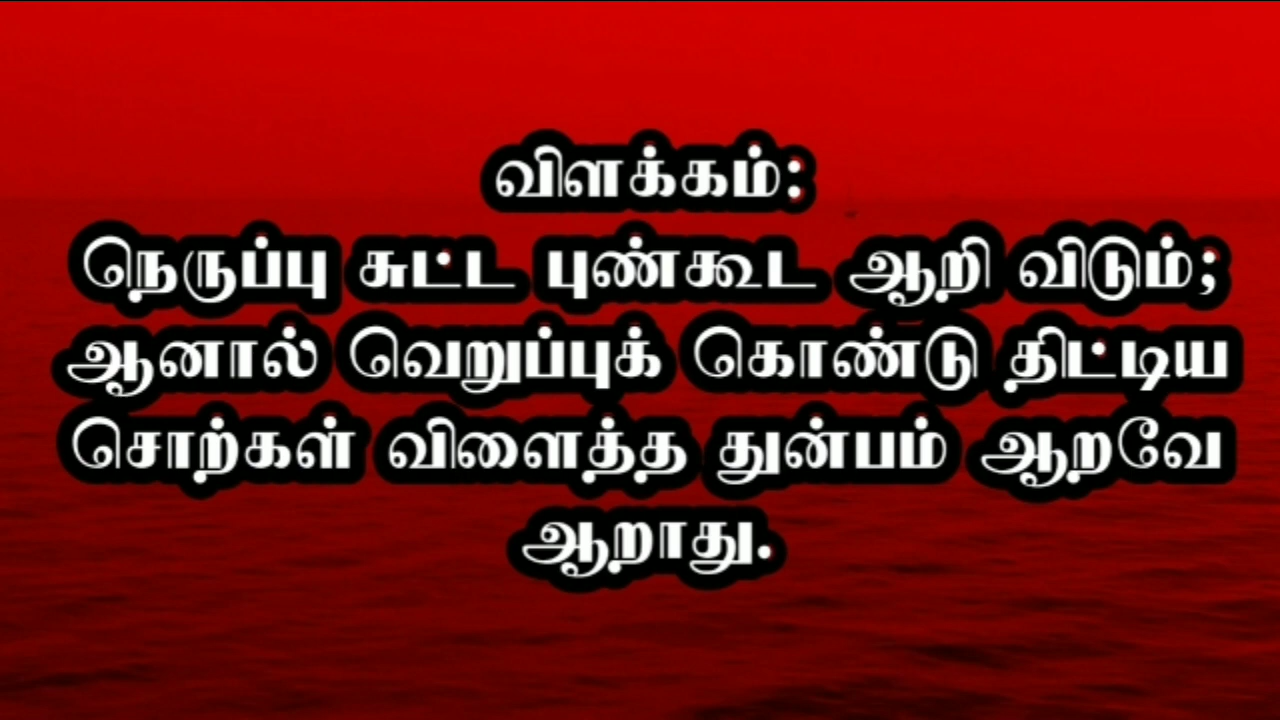 விளக்கம்:
நெருப்பு சுட்ட புண்கூட ஆறி விடும்;
ஆனால் வெறுப்புக் கொண்டு திட்டிய
சொற்கள் விளைத்த துன்பம் ஆறவே
ஆறாது.